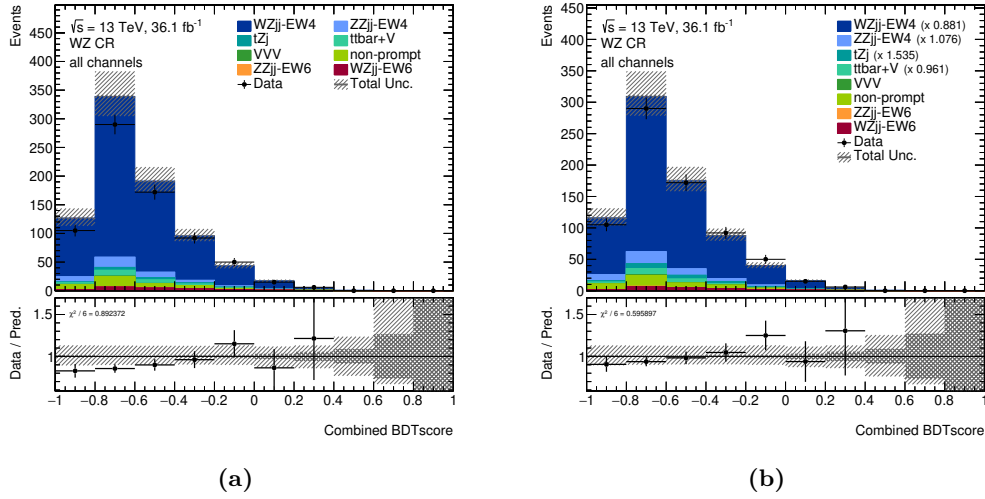 Events
450
400
350
300
250
200
150
100
50
0
√s = 13 TeV, 36.1 fb⁻¹
WZ CR
all channels
WZjj-EW4 ZZjj-EW4
tZj ttbar+V
VVV non-prompt
ZZjj-EW6 WZjj-EW6
Data Total Unc.
Data / Pred.
1.5
1
χ² / 6 = 0.892372
−1 −0.8 −0.6 −0.4 −0.2 0 0.2 0.4 0.6 0.8 1
Combined BDTscore
(a)
Events
450
400
350
300
250
200
150
100
50
0
√s = 13 TeV, 36.1 fb⁻¹
WZ CR
all channels
WZjj-EW4 (x 0.881)
ZZjj-EW4 (x 1.076)
tZj (x 1.535)
ttbar+V (x 0.961)
VVV
non-prompt
ZZjj-EW6
WZjj-EW6
Data
Total Unc.
Data / Pred.
1.5
1
χ² / 6 = 0.595897
−1 −0.8 −0.6 −0.4 −0.2 0 0.2 0.4 0.6 0.8 1
Combined BDTscore
(b)